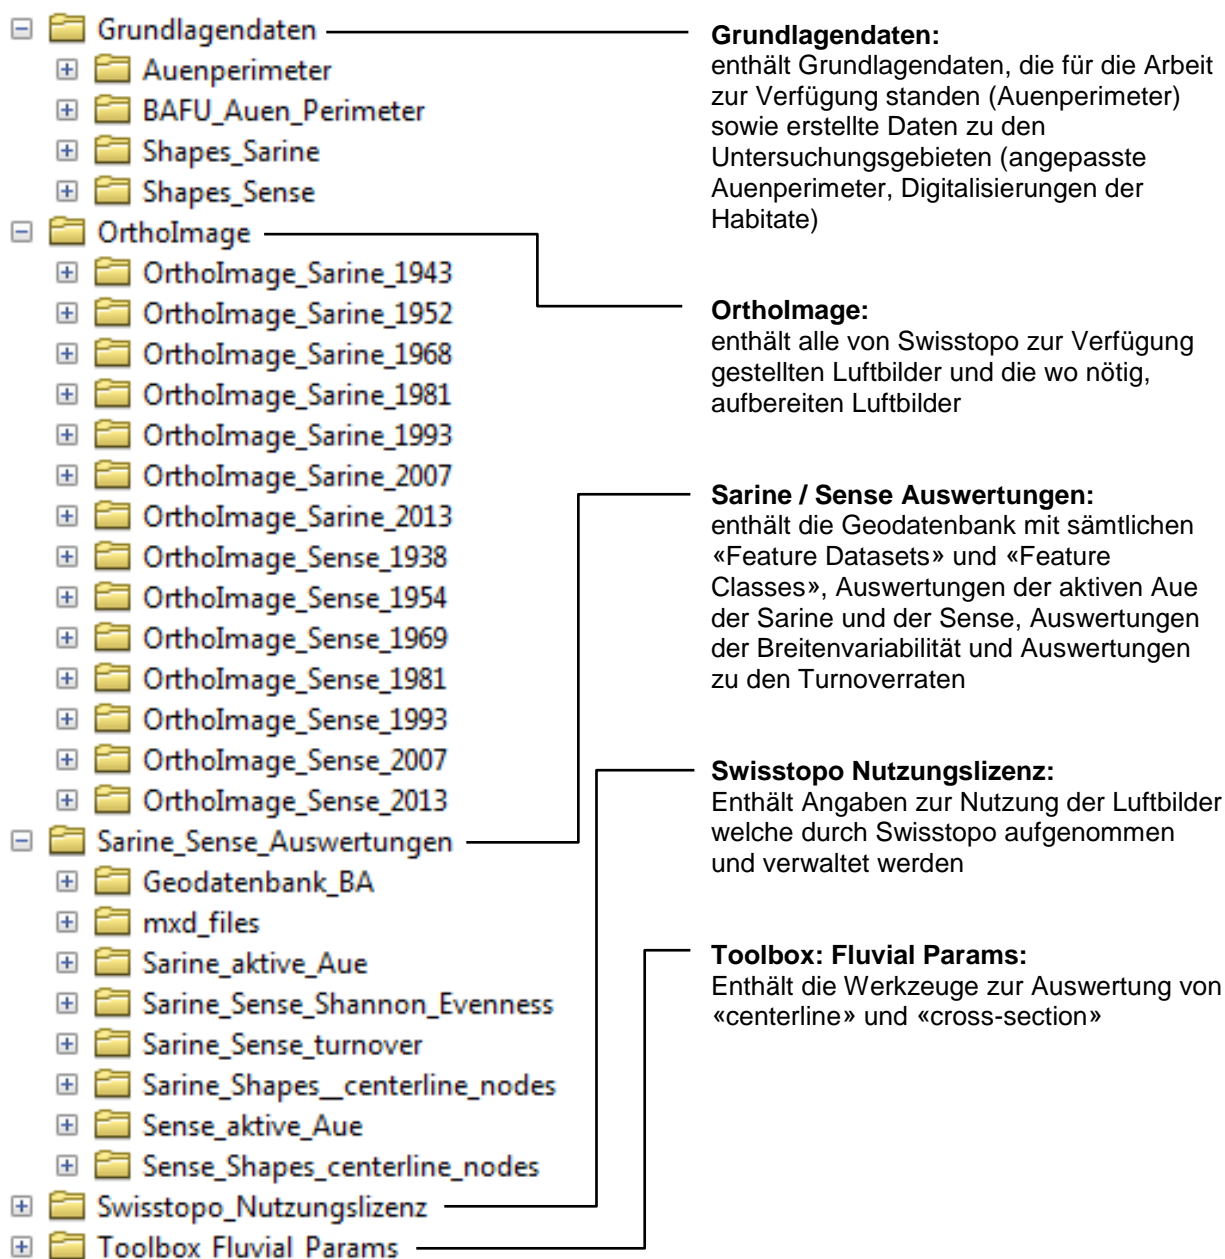 Grundlagendaten
Auenperimeter
BAFU_Auen_Perimeter
Shapes_Sarine
Shapes_Sense
OrthoImage
OrthoImage_Sarine_1943
OrthoImage_Sarine_1952
OrthoImage_Sarine_1968
OrthoImage_Sarine_1981
OrthoImage_Sarine_1993
OrthoImage_Sarine_2007
OrthoImage_Sarine_2013
OrthoImage_Sense_1938
OrthoImage_Sense_1954
OrthoImage_Sense_1969
OrthoImage_Sense_1981
OrthoImage_Sense_1993
OrthoImage_Sense_2007
OrthoImage_Sense_2013
Sarine_Sense_Auswertungen
Geodatenbank_BA
mxd_files
Sarine_aktive_Aue
Sarine_Sense_Shannon_Evenness
Sarine_Sense_turnover
Sarine_Shapes__centerline_nodes
Sense_aktive_Aue
Sense_Shapes_centerline_nodes
Swisstopo_Nutzungslizenz
Toolbox_Fluvial_Params
Grundlagendaten:
enthält Grundlagendaten, die für die Arbeit
zur Verfügung standen (Auenperimeter)
sowie erstellte Daten zu den
Untersuchungsgebieten (angepasste
Auenperimeter, Digitalisierungen der
Habitate)
OrthoImage:
enthält alle von Swisstopo zur Verfügung
gestellten Luftbilder und die wo nötig,
aufbereiten Luftbilder
Sarine / Sense Auswertungen:
enthält die Geodatenbank mit sämtlichen
«Feature Datasets» und «Feature
Classes», Auswertungen der aktiven Aue
der Sarine und der Sense, Auswertungen
der Breitenvariabilität und Auswertungen
zu den Turnoverraten
Swisstopo Nutzungslizenz:
Enthält Angaben zur Nutzung der Luftbilder
welche durch Swisstopo aufgenommen
und verwaltet werden
Toolbox: Fluvial Params:
Enthält die Werkzeuge zur Auswertung von
«centerline» und «cross-section»